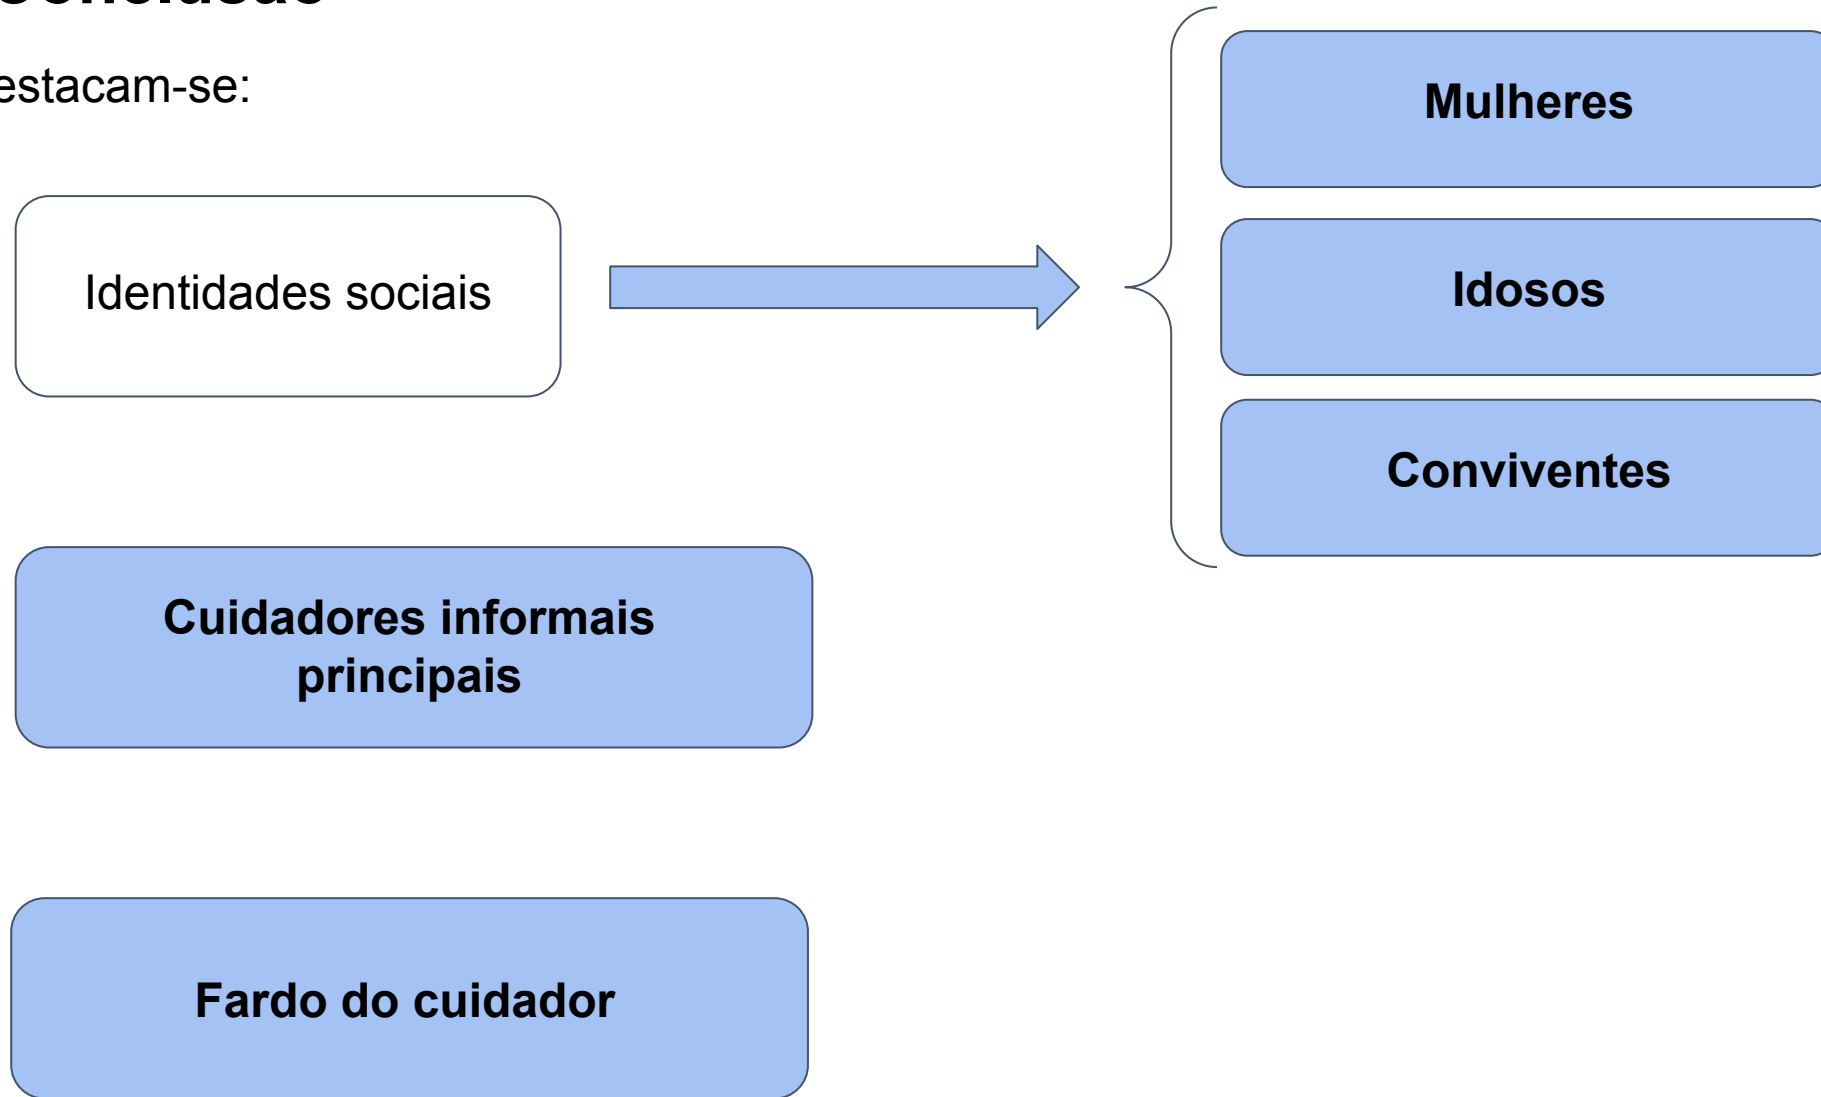 estacam-se:
Mulheres
Identidades sociais
Idosos
Conviventes
Cuidadores informais
principais
Fardo do cuidador